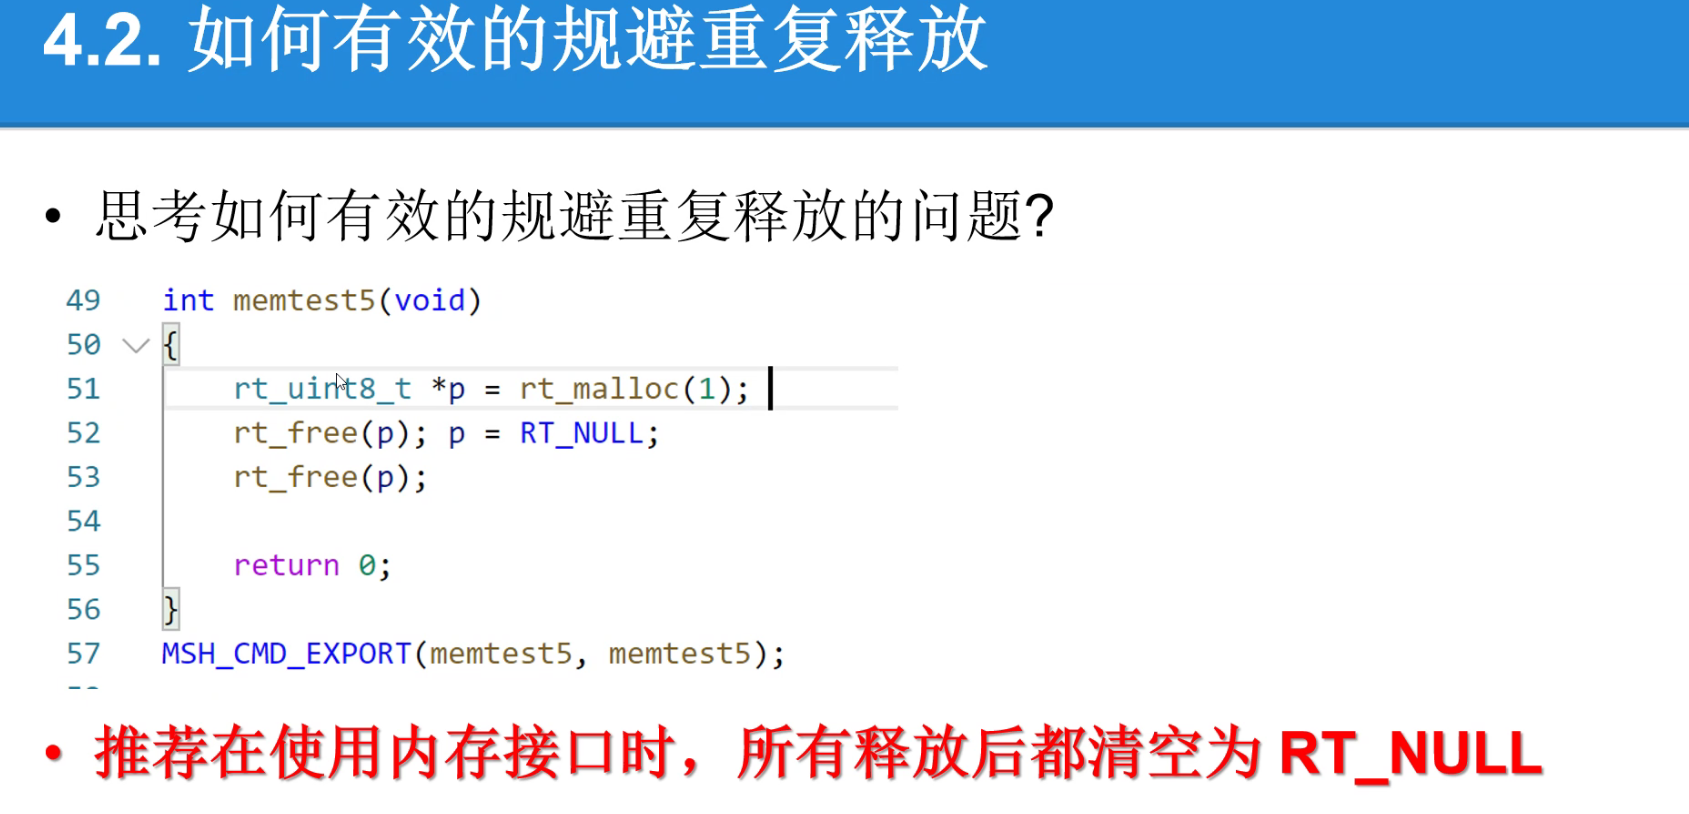 4.2. 如何有效的规避重复释放
• 思考如何有效的规避重复释放的问题?
49 int memtest5(void)
50 {
51 rt_uint8_t *p = rt_malloc(1);
52 rt_free(p); p = RT_NULL;
53 rt_free(p);
54
55 return 0;
56 }
57 MSH_CMD_EXPORT(memtest5, memtest5);
• 推荐在使用内存接口时，所有释放后都清空为 RT_NULL